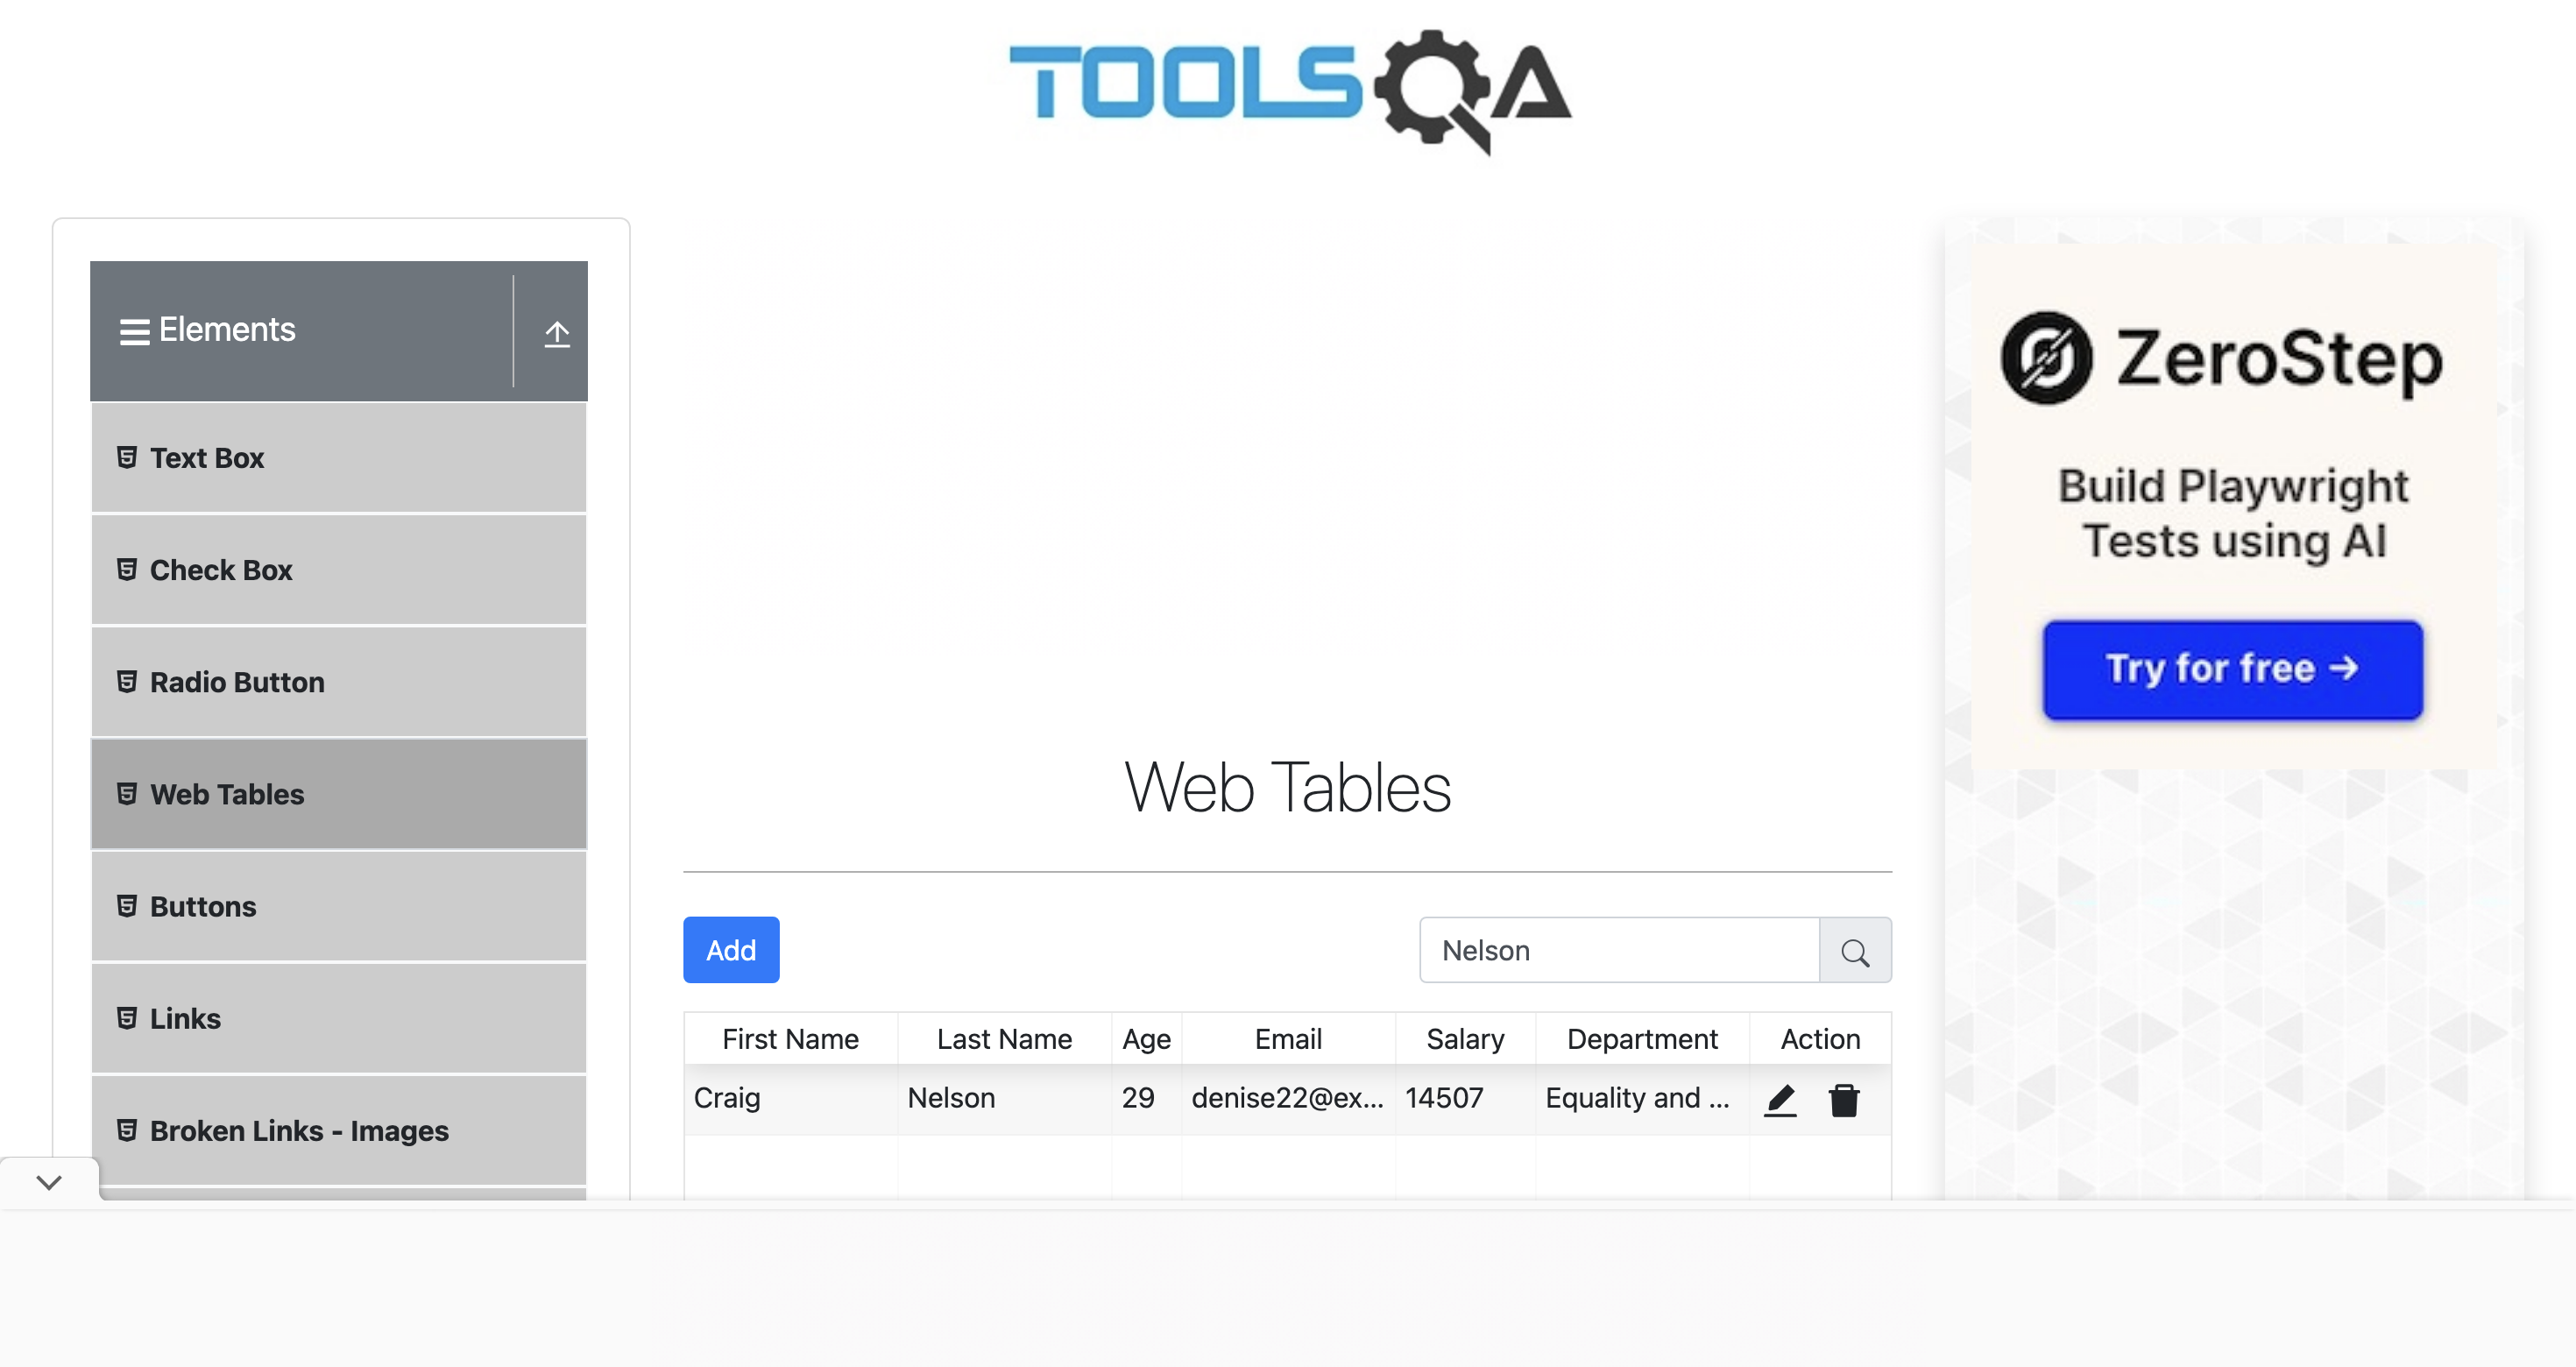 TOOLSQA
Elements
Text Box
Check Box
Radio Button
Web Tables
Buttons
Links
Broken Links - Images
Web Tables
Add
Nelson
First Name Last Name Age Email Salary Department Action
Craig Nelson 29 denise22@ex... 14507 Equality and ...
ZeroStep
Build Playwright
Tests using AI
Try for free →